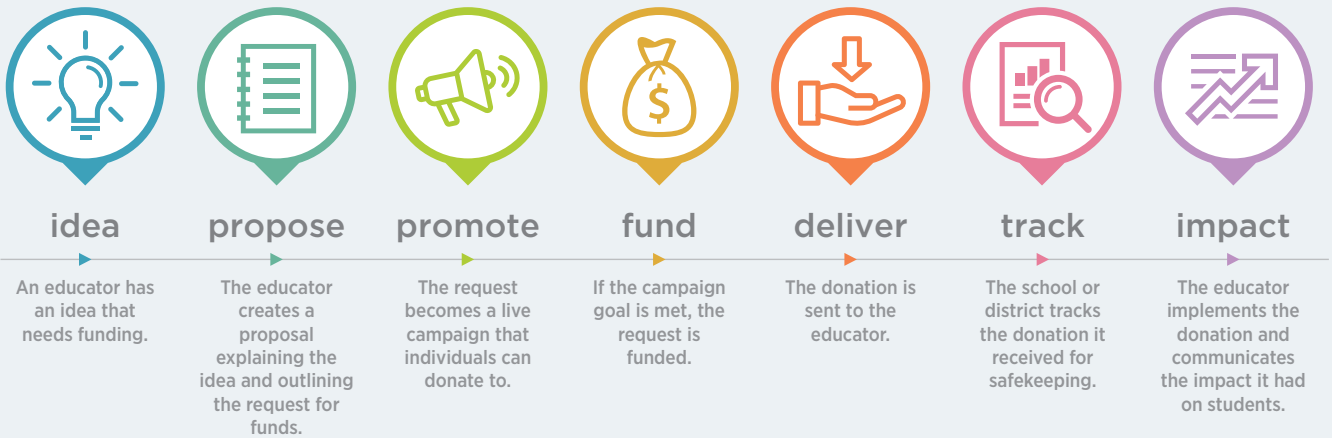 $
idea
An educator has
an idea that
needs funding.
propose
The educator
creates a
proposal
explaining the
idea and outlining
the request for
funds.
promote
The request
becomes a live
campaign that
individuals can
donate to.
fund
If the campaign
goal is met, the
request is
funded.
deliver
The donation is
sent to the
educator.
track
The school or
district tracks
the donation it
received for
safekeeping.
impact
The educator
implements the
donation and
communicates
the impact it had
on students.